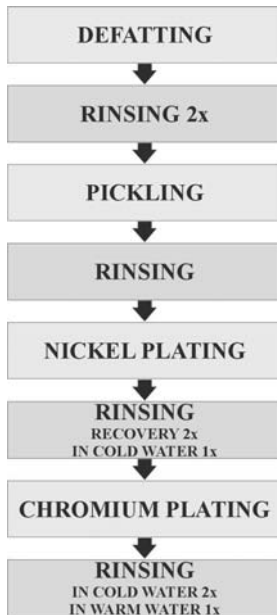 DEFATTING
RINSING 2x
PICKLING
RINSING
NICKEL PLATING
RINSING
RECOVERY 2x
IN COLD WATER 1x
CHROMIUM PLATING
RINSING
IN COLD WATER 2x
IN WARM WATER 1x